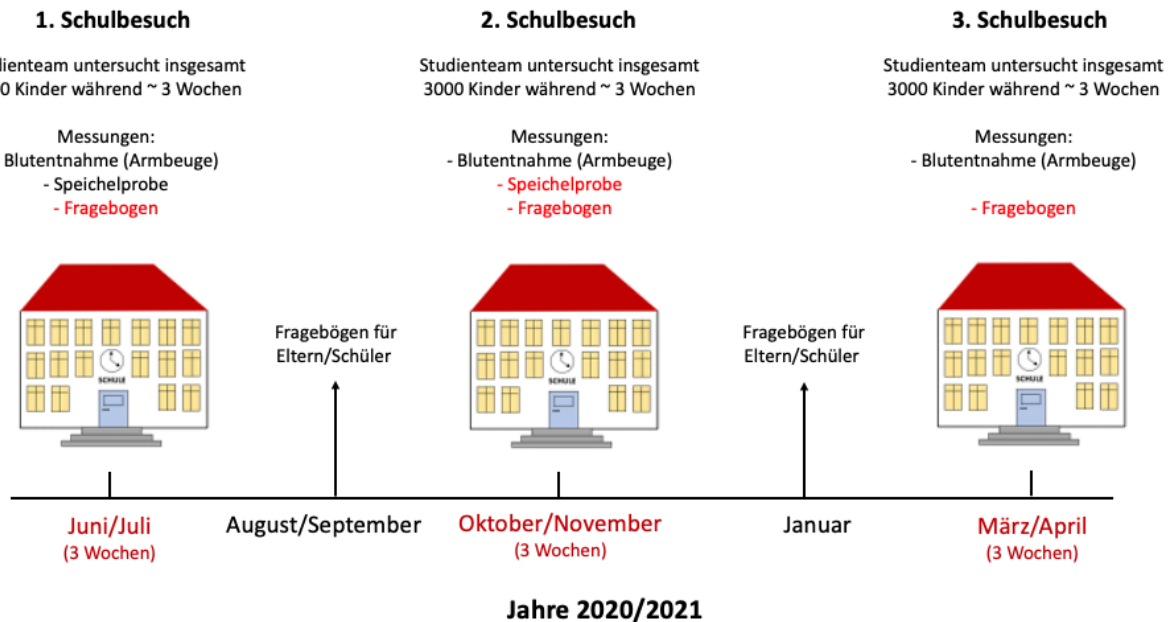 1. Schulbesuch
untersucht insgesamt
Kinder während ~ 3 Wochen
Messungen:
Blutentnahme (Armbeuge)
- Speichelprobe
- Fragebogen
2. Schulbesuch
Studienteam untersucht insgesamt
3000 Kinder während ~ 3 Wochen
Messungen:
- Blutentnahme (Armbeuge)
- Speichelprobe
- Fragebogen
3. Schulbesuch
Studienteam untersucht insgesamt
3000 Kinder während ~ 3 Wochen
Messungen:
- Blutentnahme (Armbeuge)
- Fragebogen
SCHULE
Fragebögen für
Eltern/Schüler
SCHULE
Fragebögen für
Eltern/Schüler
SCHULE
Juni/Juli
(3 Wochen)
August/September
Oktober/November
(3 Wochen)
Januar
März/April
(3 Wochen)
Jahre 2020/2021